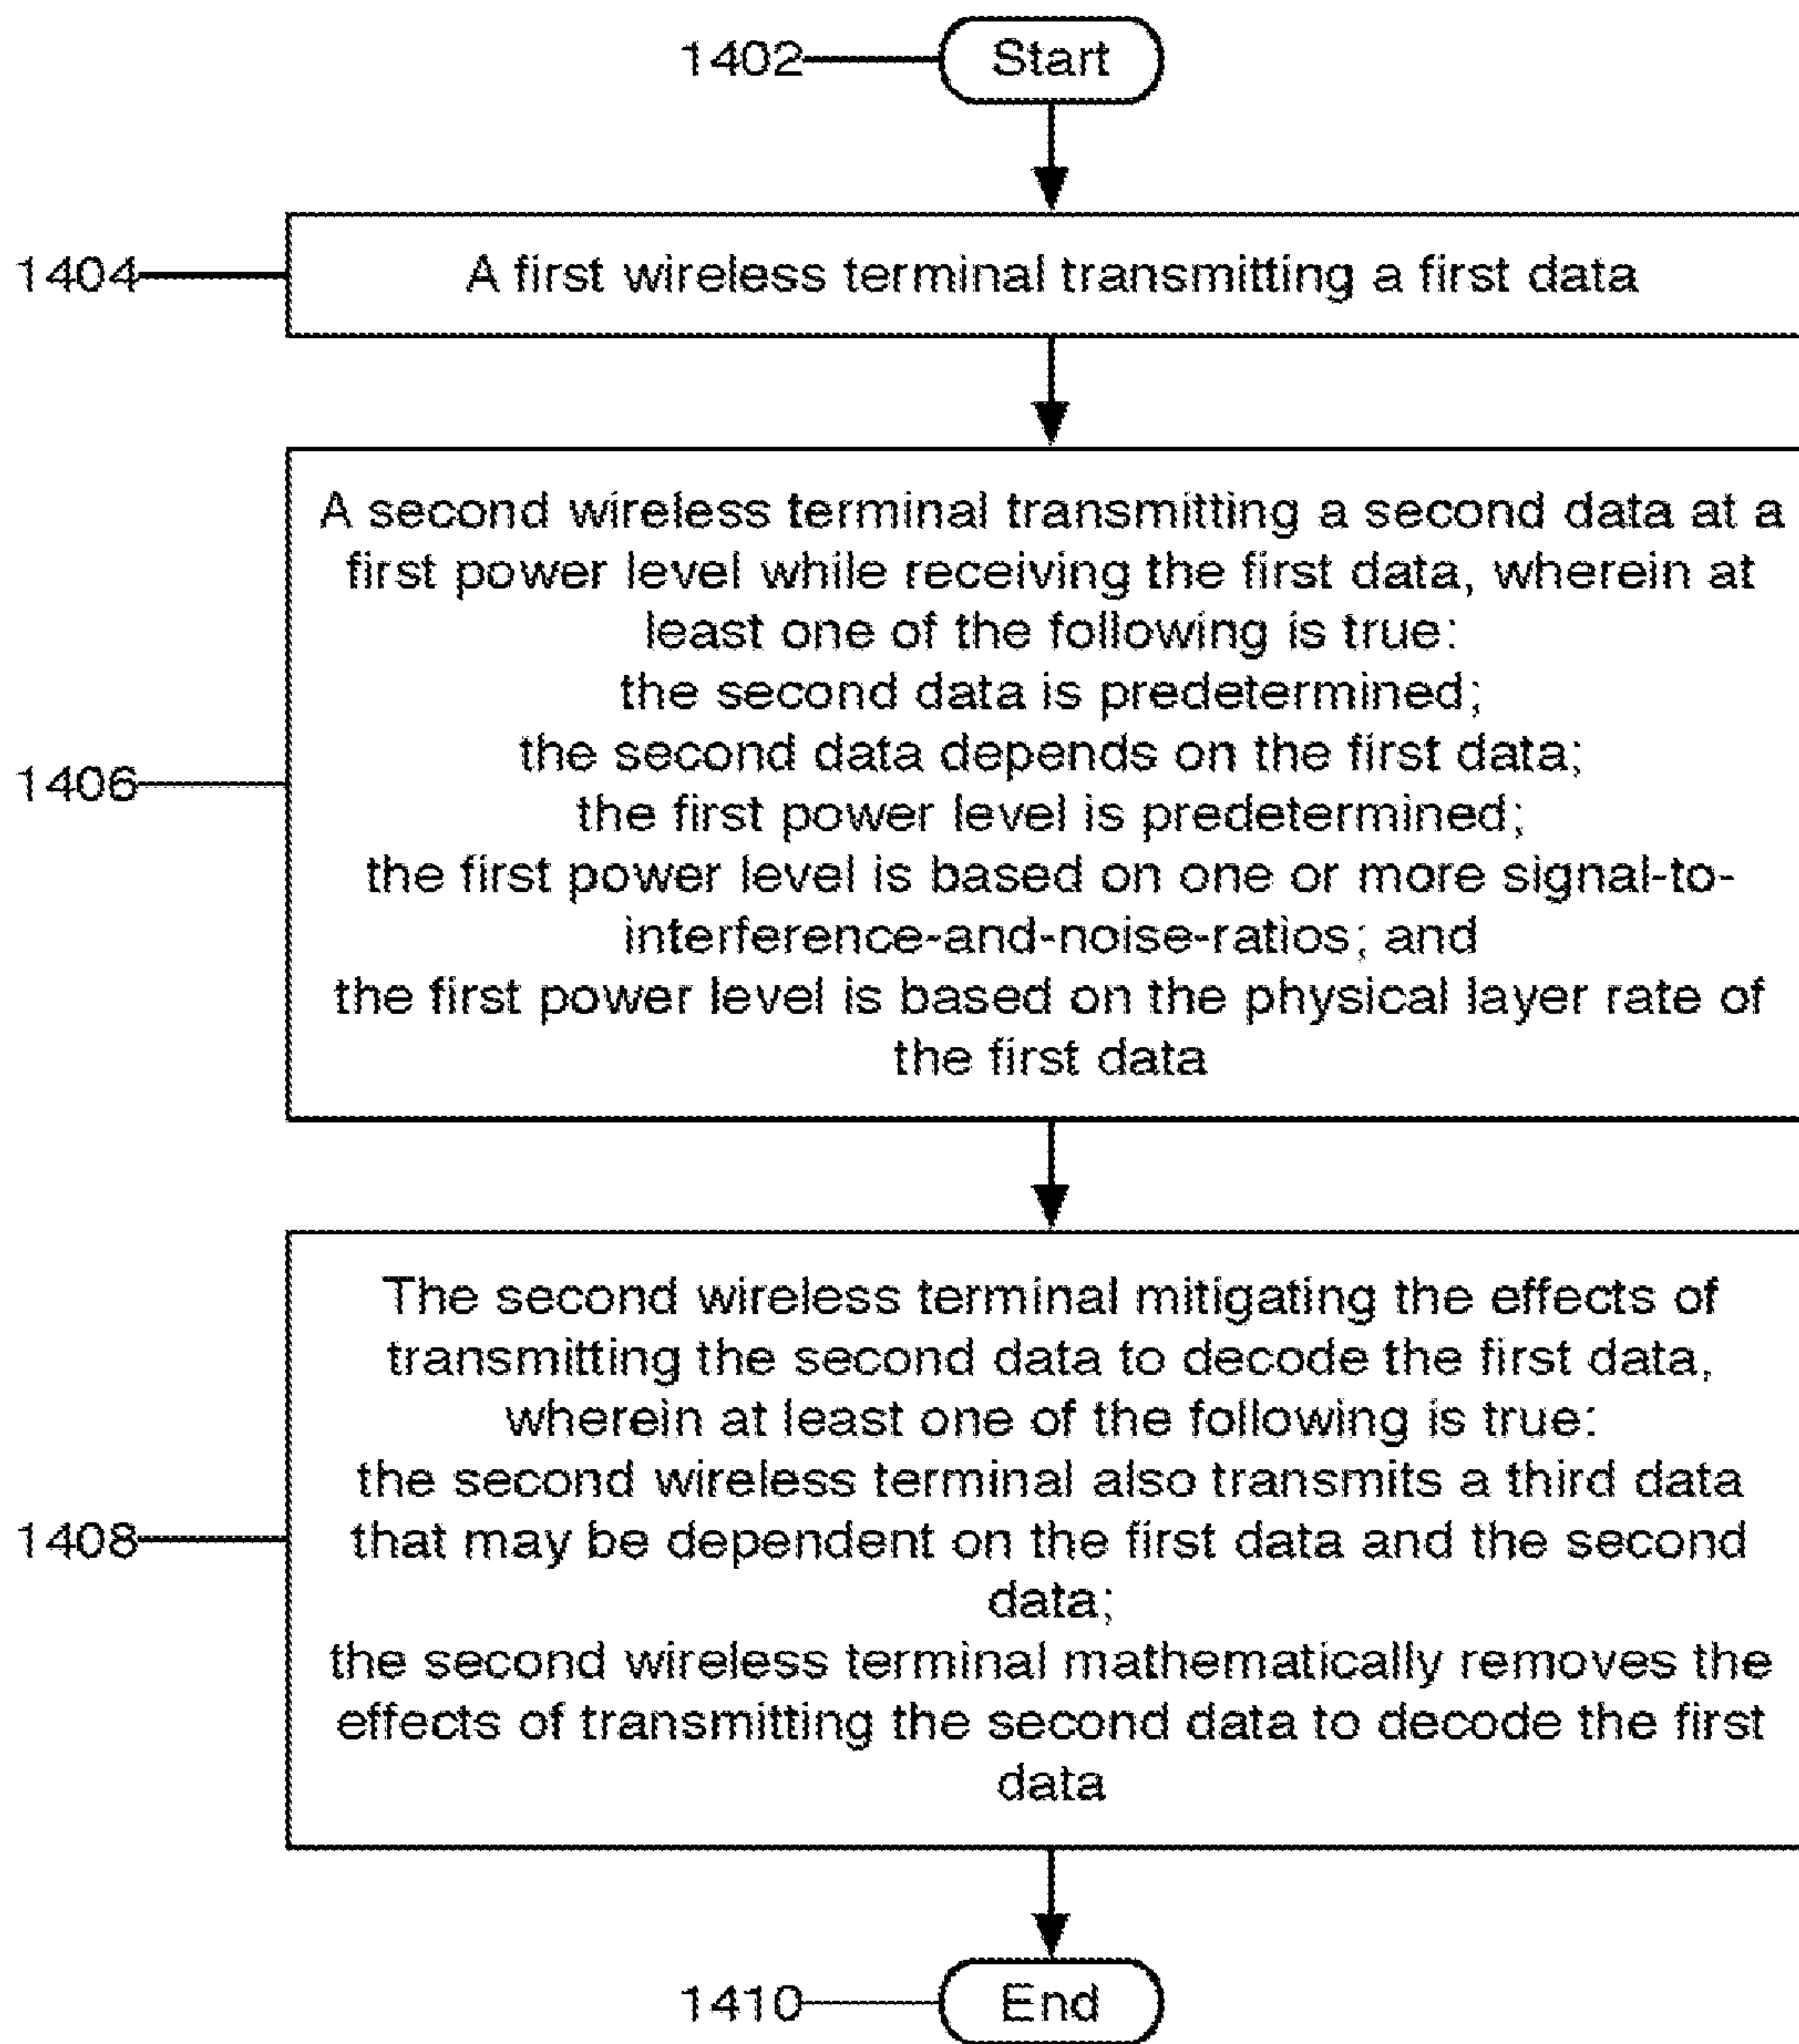 1402 Start
1404 A first wireless terminal transmitting a first data
A second wireless terminal transmitting a second data at a
first power level while receiving the first data, wherein at
least one of the following is true:
the second data is predetermined;
the second data depends on the first data;
1406
the first power level is predetermined;
the first power level is based on one or more signal-to-
interference-and-noise-ratios; and
the first power level is based on the physical layer rate of
the first data
The second wireless terminal mitigating the effects of
transmitting the second data to decode the first data,
wherein at least one of the following is true:
the second wireless terminal also transmits a third data
1408
that may be dependent on the first data and the second
data;
the second wireless terminal mathematically removes the
effects of transmitting the second data to decode the first
data
1410 End